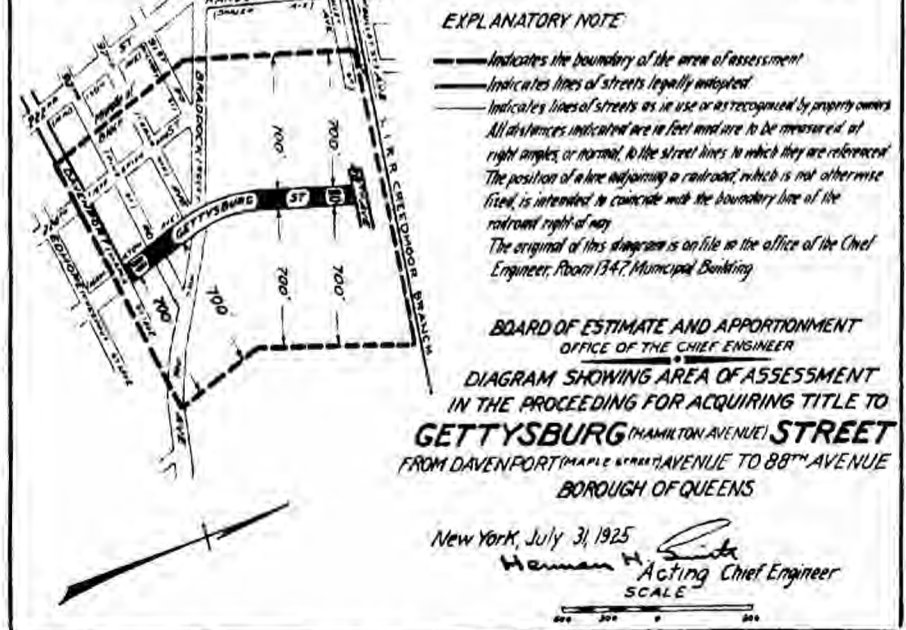 EXPLANATORY NOTE
Indicates the boundary of the area of assessment
Indicates lines of streets legally adopted
Indicates lines of streets as in use or as recognized by property owners
All distances indicated are in feet and are to be measured at
right angles, or normal, to the street lines to which they are referenced
The position of a line adjoining a railroad, which is not otherwise
fixed, is intended to coincide with the boundary line of the
railroad right of way
The original of this diagram is on file in the office of the Chief
Engineer, Room 1347, Municipal Building
BOARD OF ESTIMATE AND APPORTIONMENT
OFFICE OF THE CHIEF ENGINEER
DIAGRAM SHOWING AREA OF ASSESSMENT
IN THE PROCEEDING FOR ACQUIRING TITLE TO
GETTYSBURG (HAMILTON AVENUE) STREET
FROM DAVENPORT (MAPLE STREET) AVENUE TO 88TH AVENUE
BOROUGH OF QUEENS
New York, July 31, 1925
Herman H. Smith
Acting Chief Engineer
SCALE
BRADDOCK
GETTYSBURG ST
80
DAVENPORT
L.I.R.R. CREEDMOOR BRANCH
AVE
700'
700'
700'
700'
700'
700'